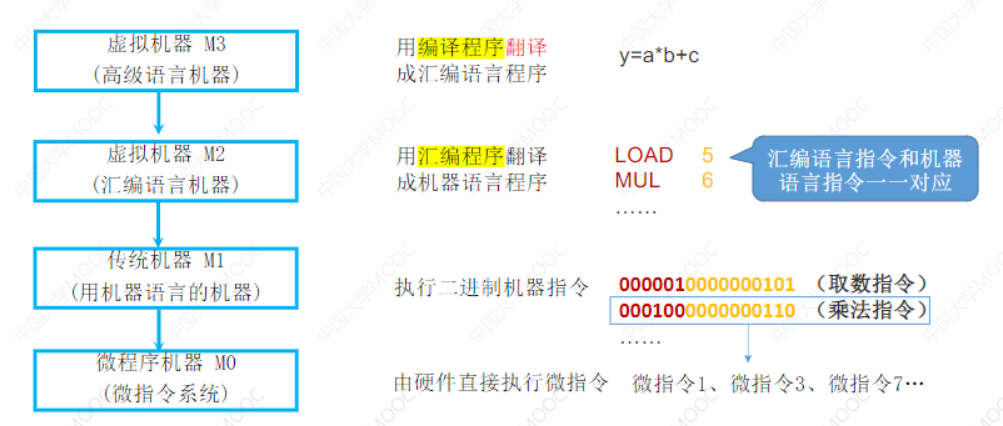 虚拟机器 M3
(高级语言机器)
用编译程序翻译
成汇编语言程序
y=a*b+c
虚拟机器 M2
(汇编语言机器)
用汇编程序翻译
成机器语言程序
LOAD 5
MUL 6
……
汇编语言指令和机器
语言指令一一对应
传统机器 M1
(用机器语言的机器)
执行二进制机器指令
0000010000000101 （取数指令）
0001000000000110 （乘法指令）
……
微程序机器 M0
(微指令系统)
由硬件直接执行微指令
微指令1、微指令3、微指令7…
中国大学MOOC